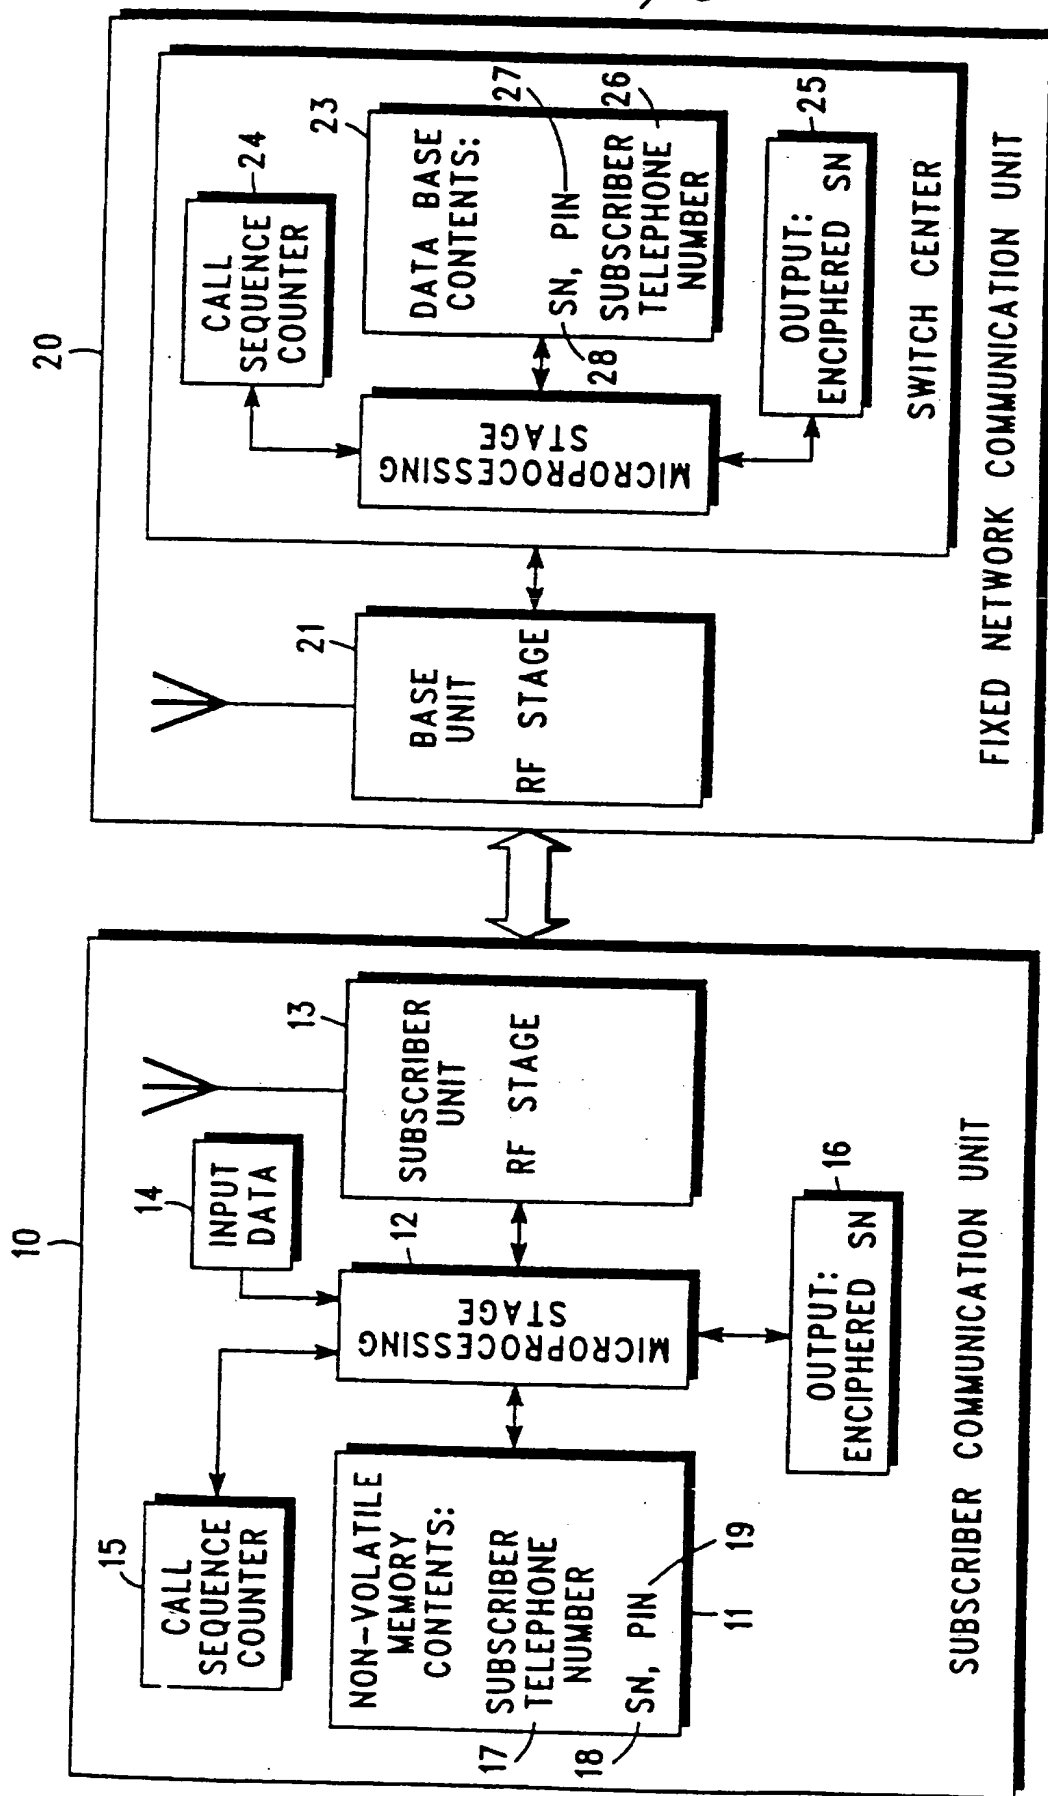 10
15
CALL
SEQUENCE
COUNTER
14
INPUT
DATA
NON-VOLATILE
MEMORY
CONTENTS:
SUBSCRIBER
TELEPHONE
NUMBER
SN, PIN
17
18
19
11
12
MICROPROCESSING
STAGE
13
SUBSCRIBER
UNIT
RF STAGE
16
OUTPUT:
ENCIPHERED SN
SUBSCRIBER COMMUNICATION UNIT
20
21
BASE
UNIT
RF STAGE
24
CALL
SEQUENCE
COUNTER
MICROPROCESSING
STAGE
23
DATA BASE
CONTENTS:
SN, PIN
SUBSCRIBER
TELEPHONE
NUMBER
27
28
26
25
OUTPUT:
ENCIPHERED SN
SWITCH CENTER
FIXED NETWORK COMMUNICATION UNIT